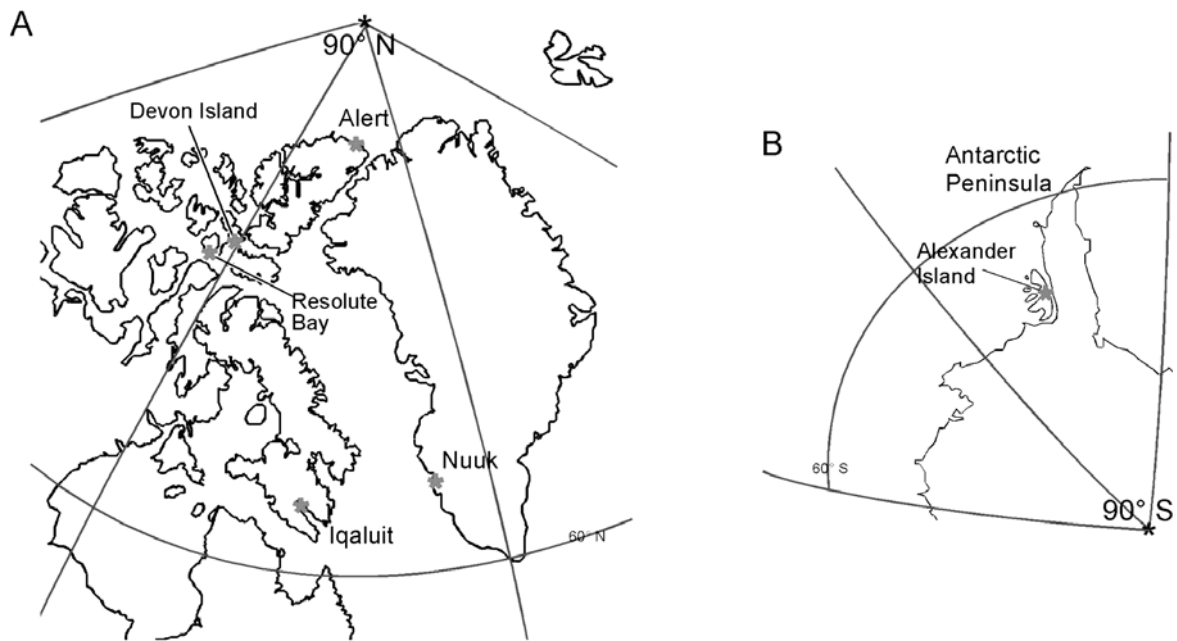 A
90° N
Devon Island
Alert
Resolute
Bay
Nuuk
Iqaluit
60° N
B
Antarctic
Peninsula
Alexander
Island
60° S
90° S